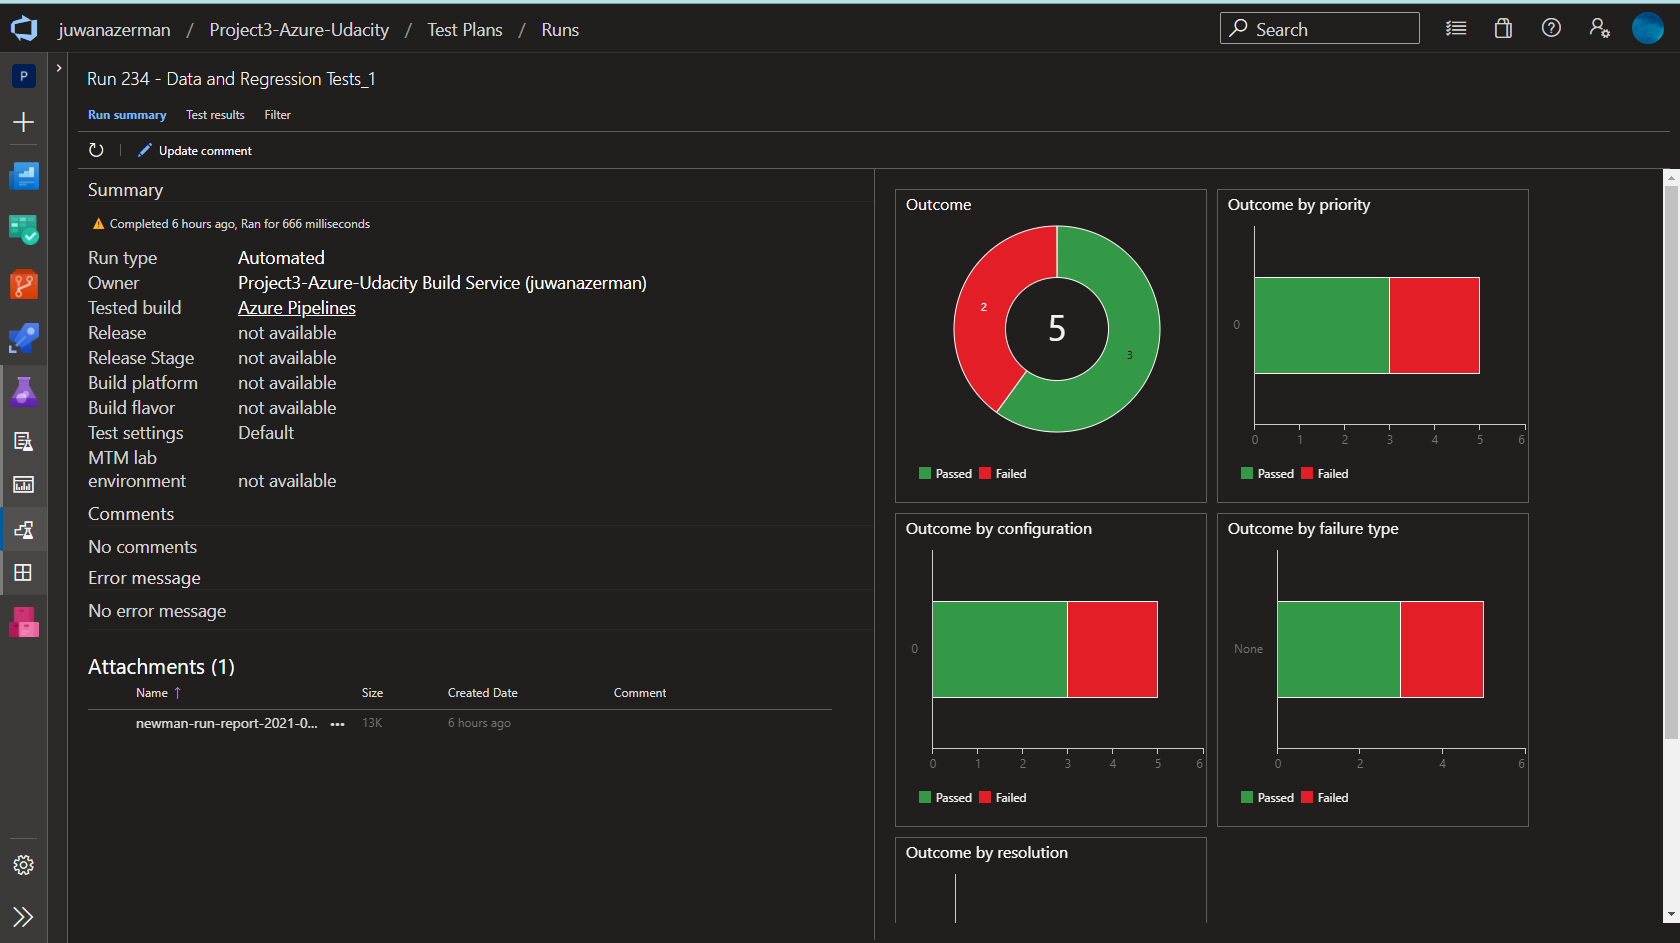 juwanazerman / Project3-Azure-Udacity / Test Plans / Runs
Search
P
Run 234 - Data and Regression Tests_1
Run summary Test results Filter
Update comment
Summary
Completed 6 hours ago, Ran for 666 milliseconds
Run type Automated
Owner Project3-Azure-Udacity Build Service (juwanazerman)
Tested build Azure Pipelines
Release not available
Release Stage not available
Build platform not available
Build flavor not available
Test settings Default
MTM lab
environment not available
Comments
No comments
Error message
No error message
Attachments (1)
Name ↑ Size Created Date Comment
newman-run-report-2021-0... ••• 13K 6 hours ago
Outcome
2
5
3
Passed Failed
Outcome by priority
0
0 1 2 3 4 5 6
Passed Failed
Outcome by configuration
0
0 1 2 3 4 5 6
Passed Failed
Outcome by failure type
None
0 2 4 6
Passed Failed
Outcome by resolution